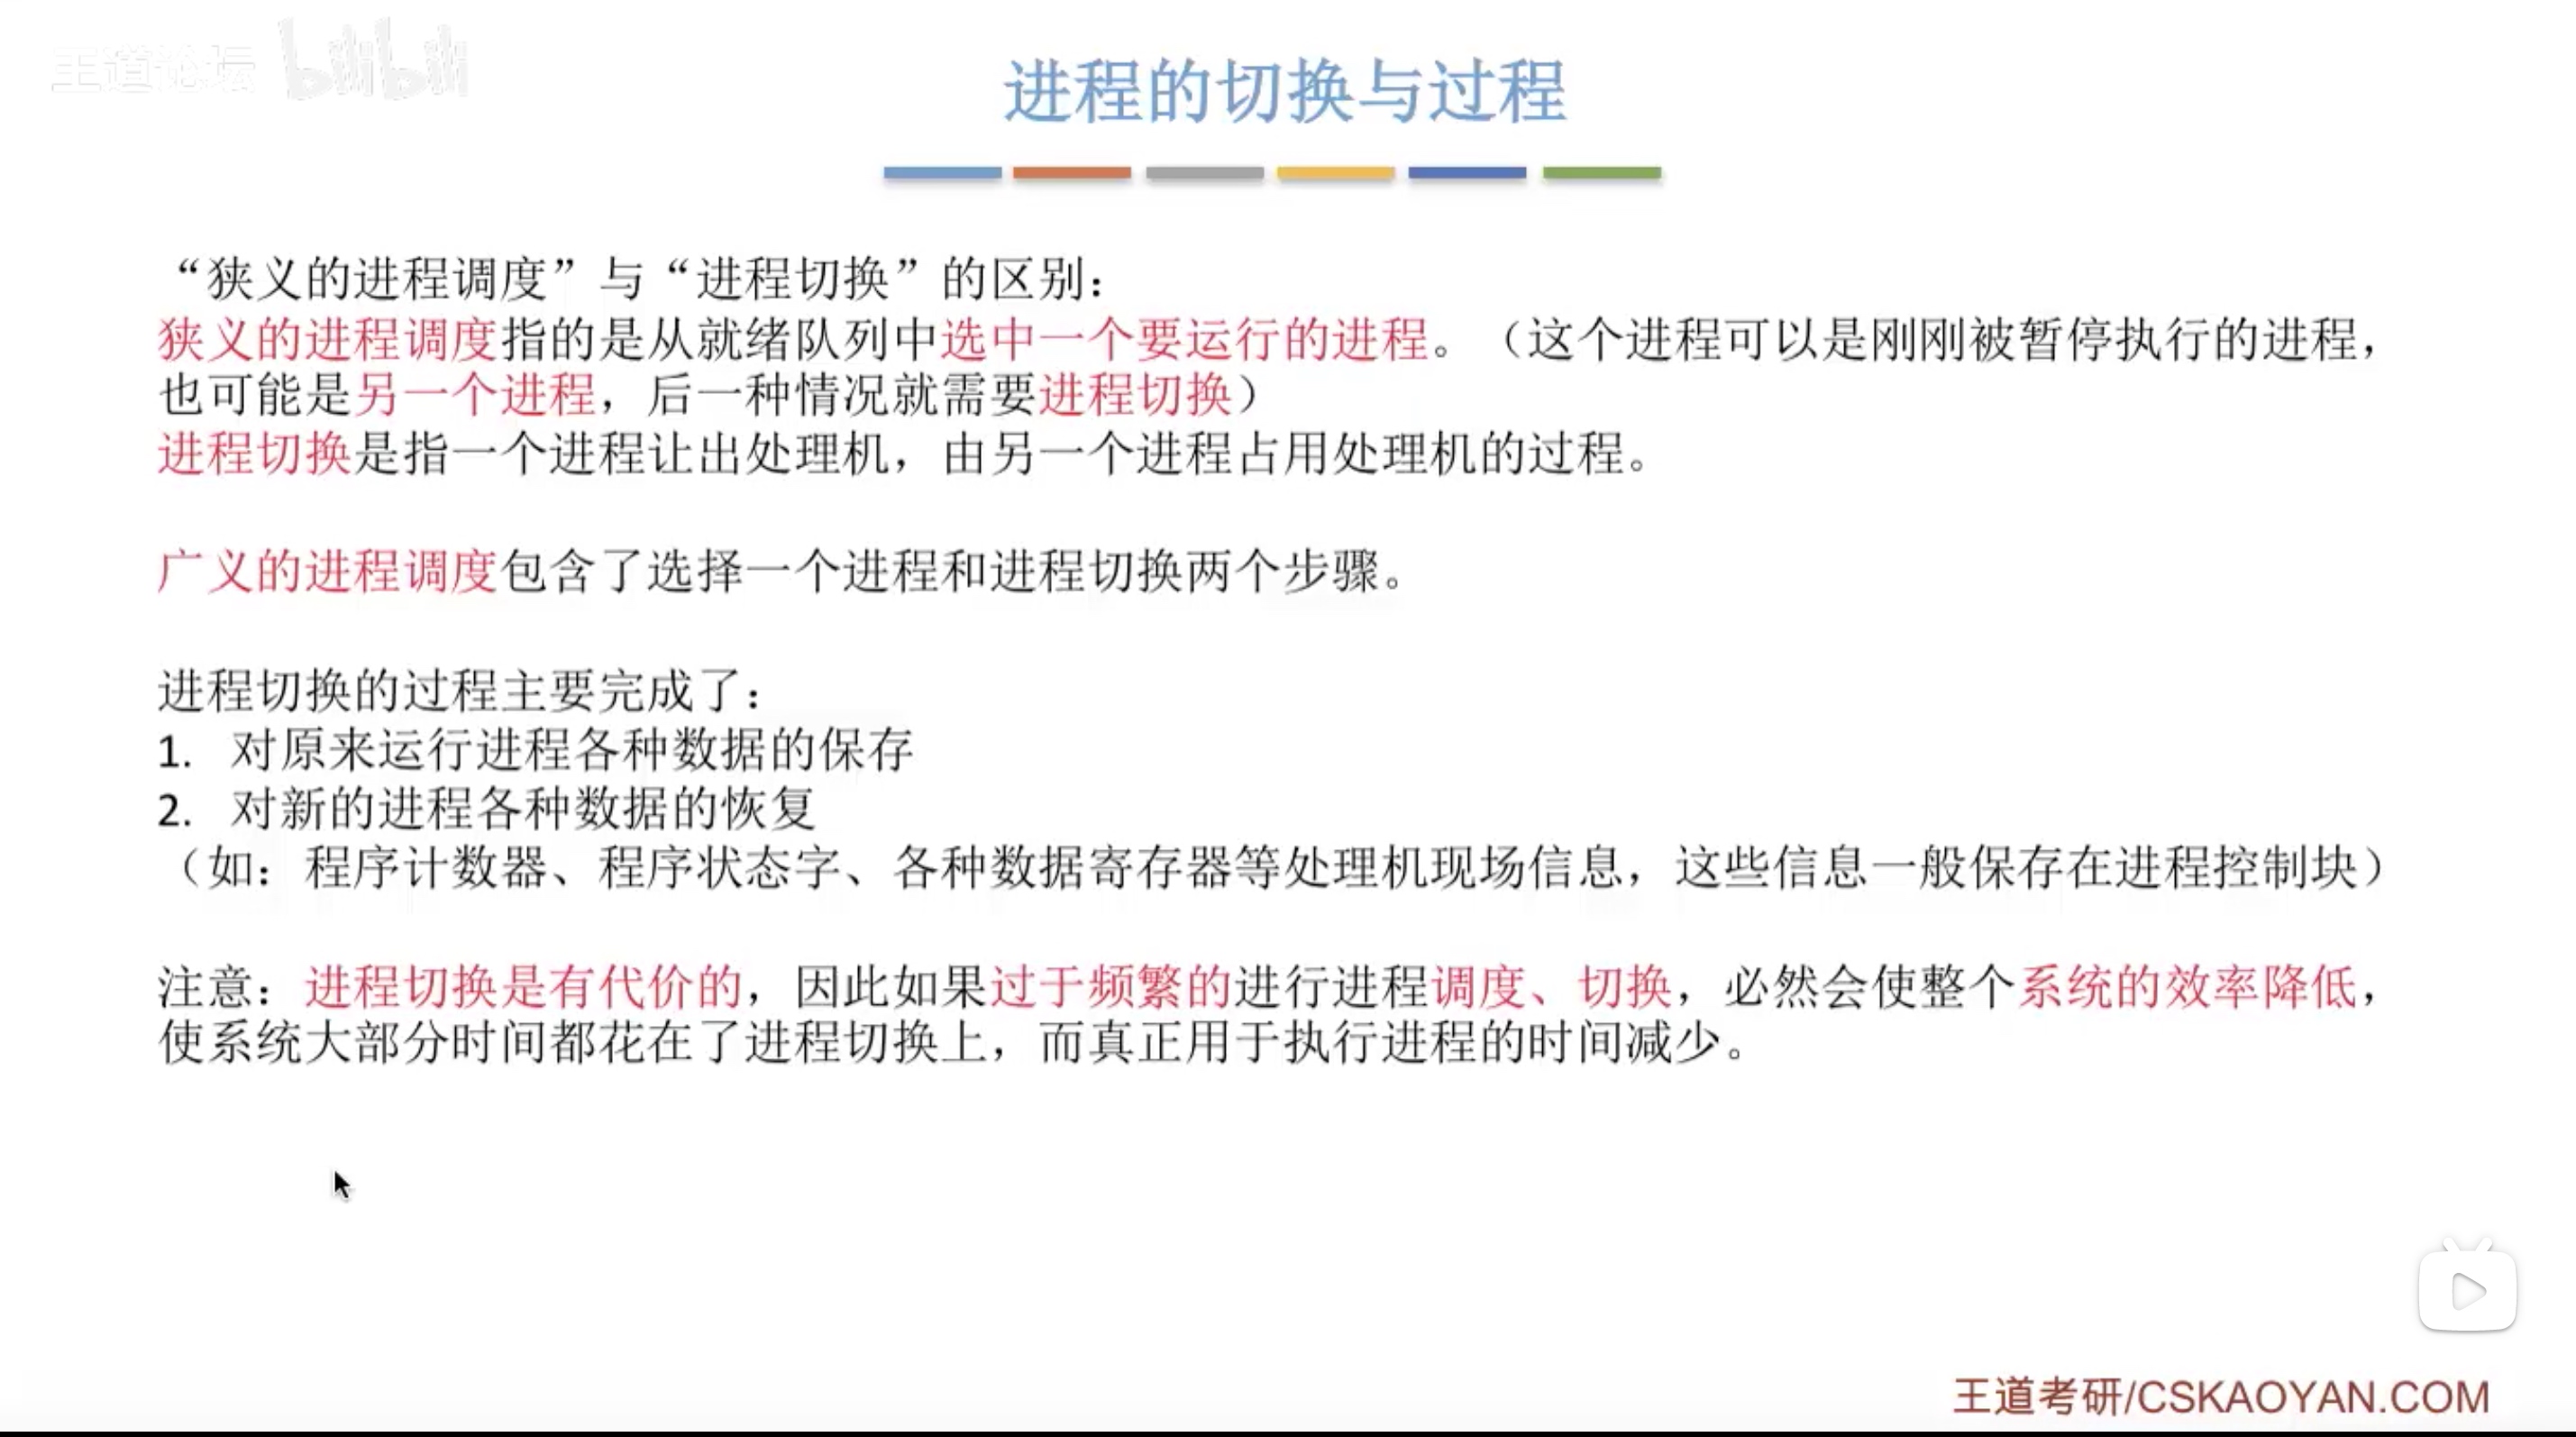 王道论坛 bilibili
进程的切换与过程
“狭义的进程调度”与“进程切换”的区别：
狭义的进程调度指的是从就绪队列中选中一个要运行的进程。（这个进程可以是刚刚被暂停执行的进程，
也可能是另一个进程，后一种情况就需要进程切换）
进程切换是指一个进程让出处理机，由另一个进程占用处理机的过程。
广义的进程调度包含了选择一个进程和进程切换两个步骤。
进程切换的过程主要完成了：
1. 对原来运行进程各种数据的保存
2. 对新的进程各种数据的恢复
（如：程序计数器、程序状态字、各种数据寄存器等处理机现场信息，这些信息一般保存在进程控制块）
注意：进程切换是有代价的，因此如果过于频繁的进行进程调度、切换，必然会使整个系统的效率降低，
使系统大部分时间都花在了进程切换上，而真正用于执行进程的时间减少。
王道考研/CSKAOYAN.COM